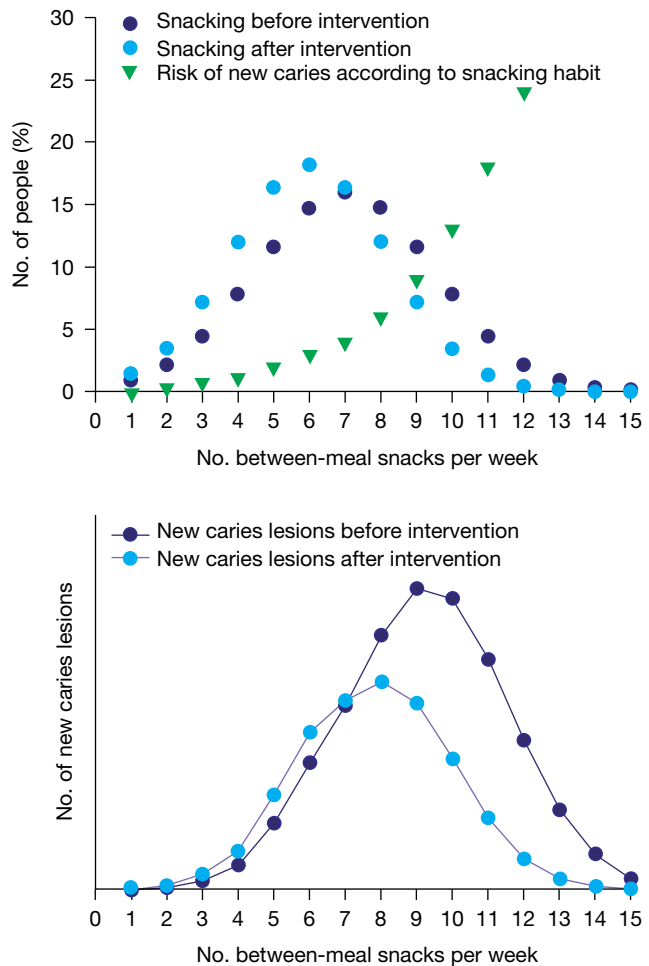 30
25
20
15
10
5
0
No. of people (%)
Snacking before intervention
Snacking after intervention
Risk of new caries according to snacking habit
0 1 2 3 4 5 6 7 8 9 10 11 12 13 14 15
No. between-meal snacks per week
No. of new caries lesions
New caries lesions before intervention
New caries lesions after intervention
0 1 2 3 4 5 6 7 8 9 10 11 12 13 14 15
No. between-meal snacks per week